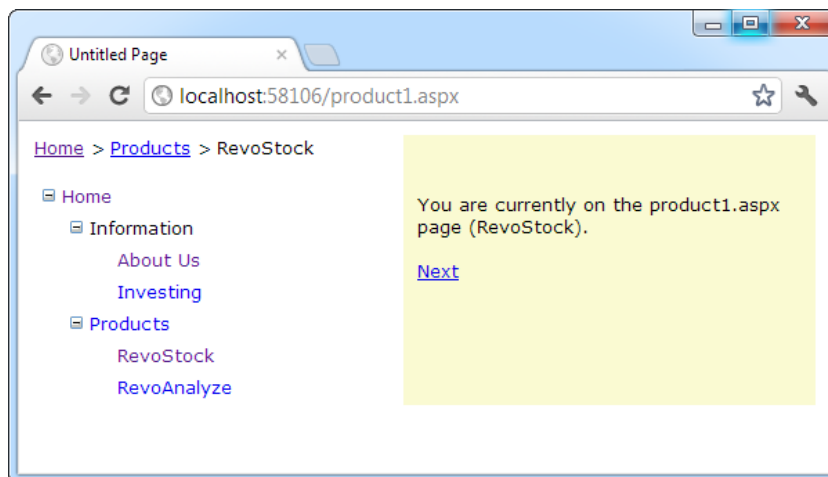 Untitled Page
localhost:58106/product1.aspx
Home > Products > RevoStock
Home
Information
About Us
Investing
Products
RevoStock
RevoAnalyze
You are currently on the product1.aspx
page (RevoStock).
Next